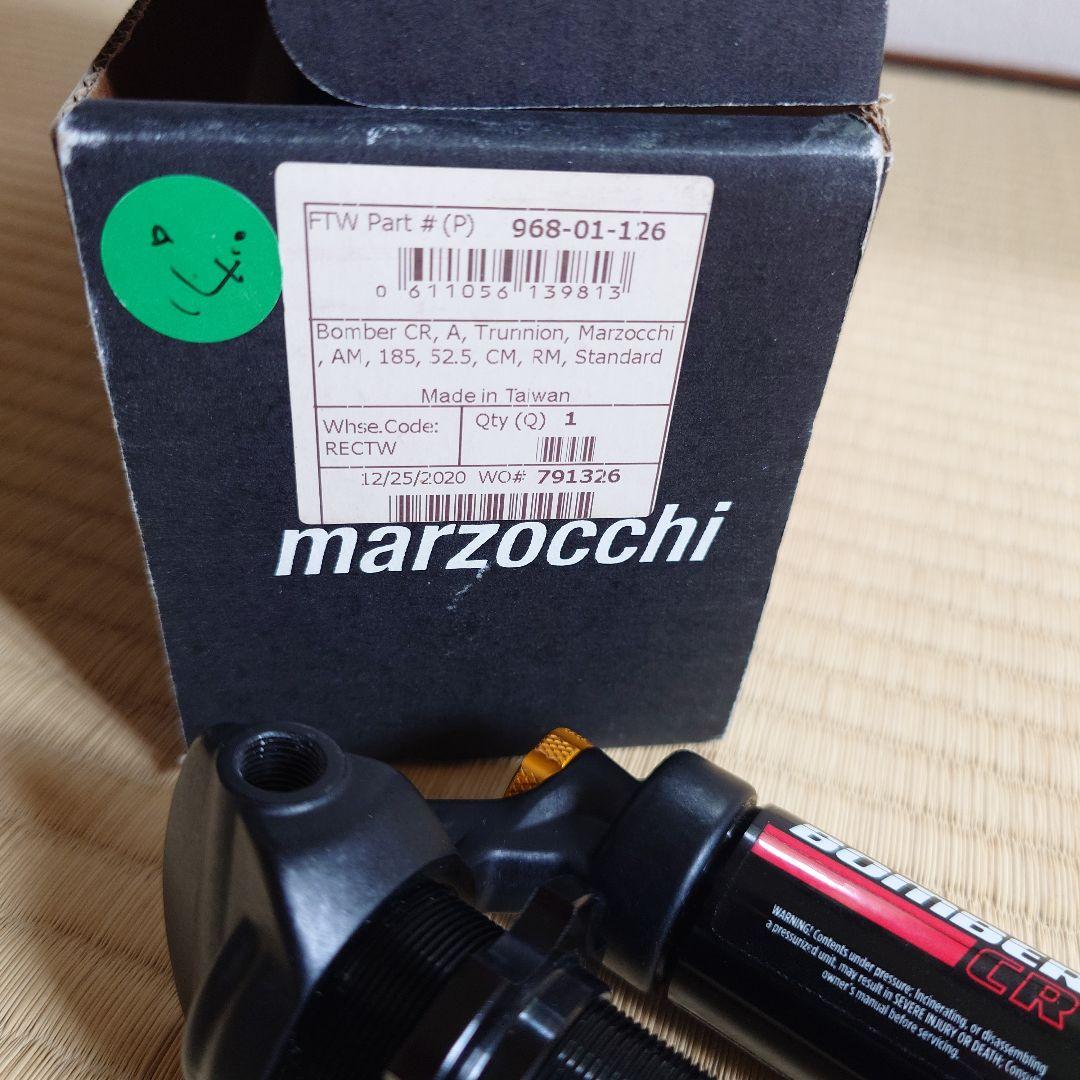 FTW Part # (P) 968-01-126
0 611056 139813
Bomber CR, A, Trunnion, Marzocchi
, AM, 185, 52.5, CM, RM, Standard
Made in Taiwan
Whse.Code:
RECTW
Qty (Q) 1
12/25/2020 WO# 791326
marzocchi
BOMBER
CR
WARNING! Contents under pressure: Incinerating, or disassembling
a pressurized unit, may result in SEVERE INJURY OR DEATH; Consult
owner's manual before servicing.